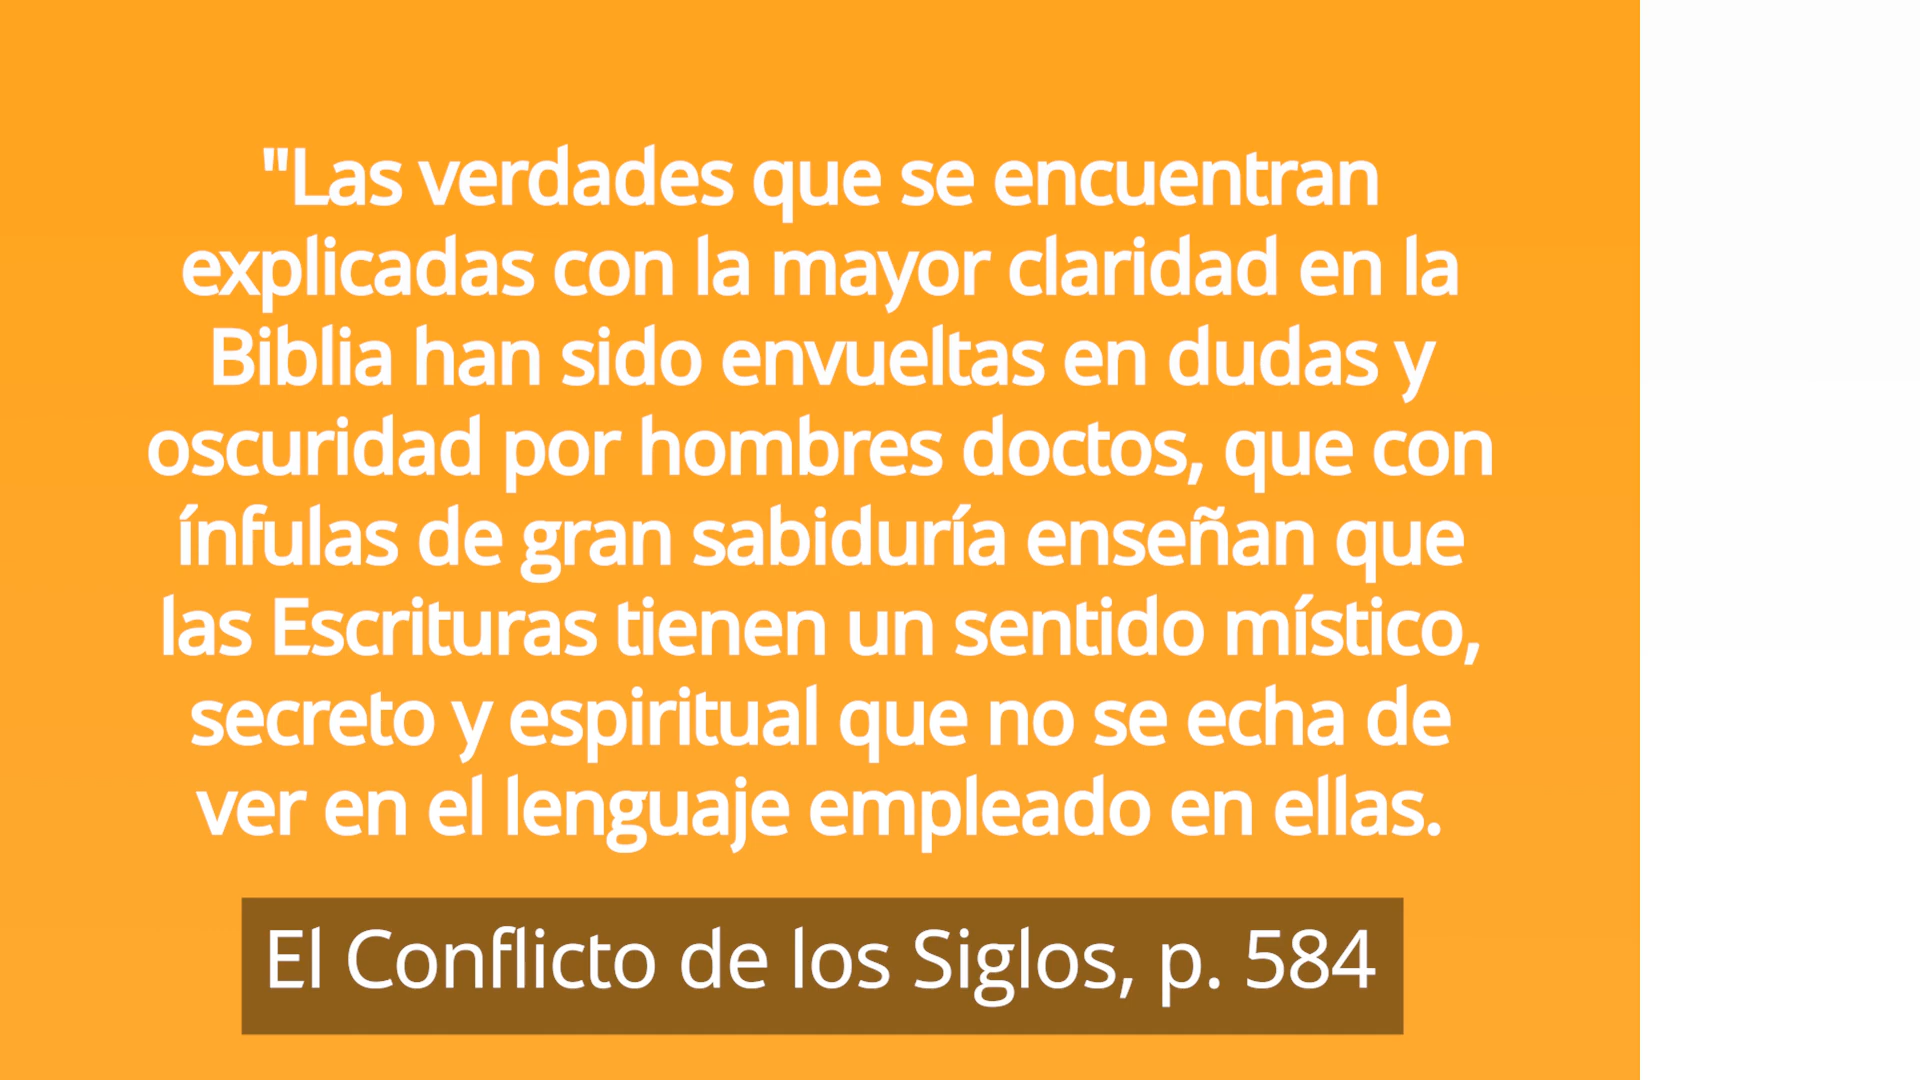 "Las verdades que se encuentran
explicadas con la mayor claridad en la
Biblia han sido envueltas en dudas y
oscuridad por hombres doctos, que con
ínfulas de gran sabiduría enseñan que
las Escrituras tienen un sentido místico,
secreto y espiritual que no se echa de
ver en el lenguaje empleado en ellas.
El Conflicto de los Siglos, p. 584